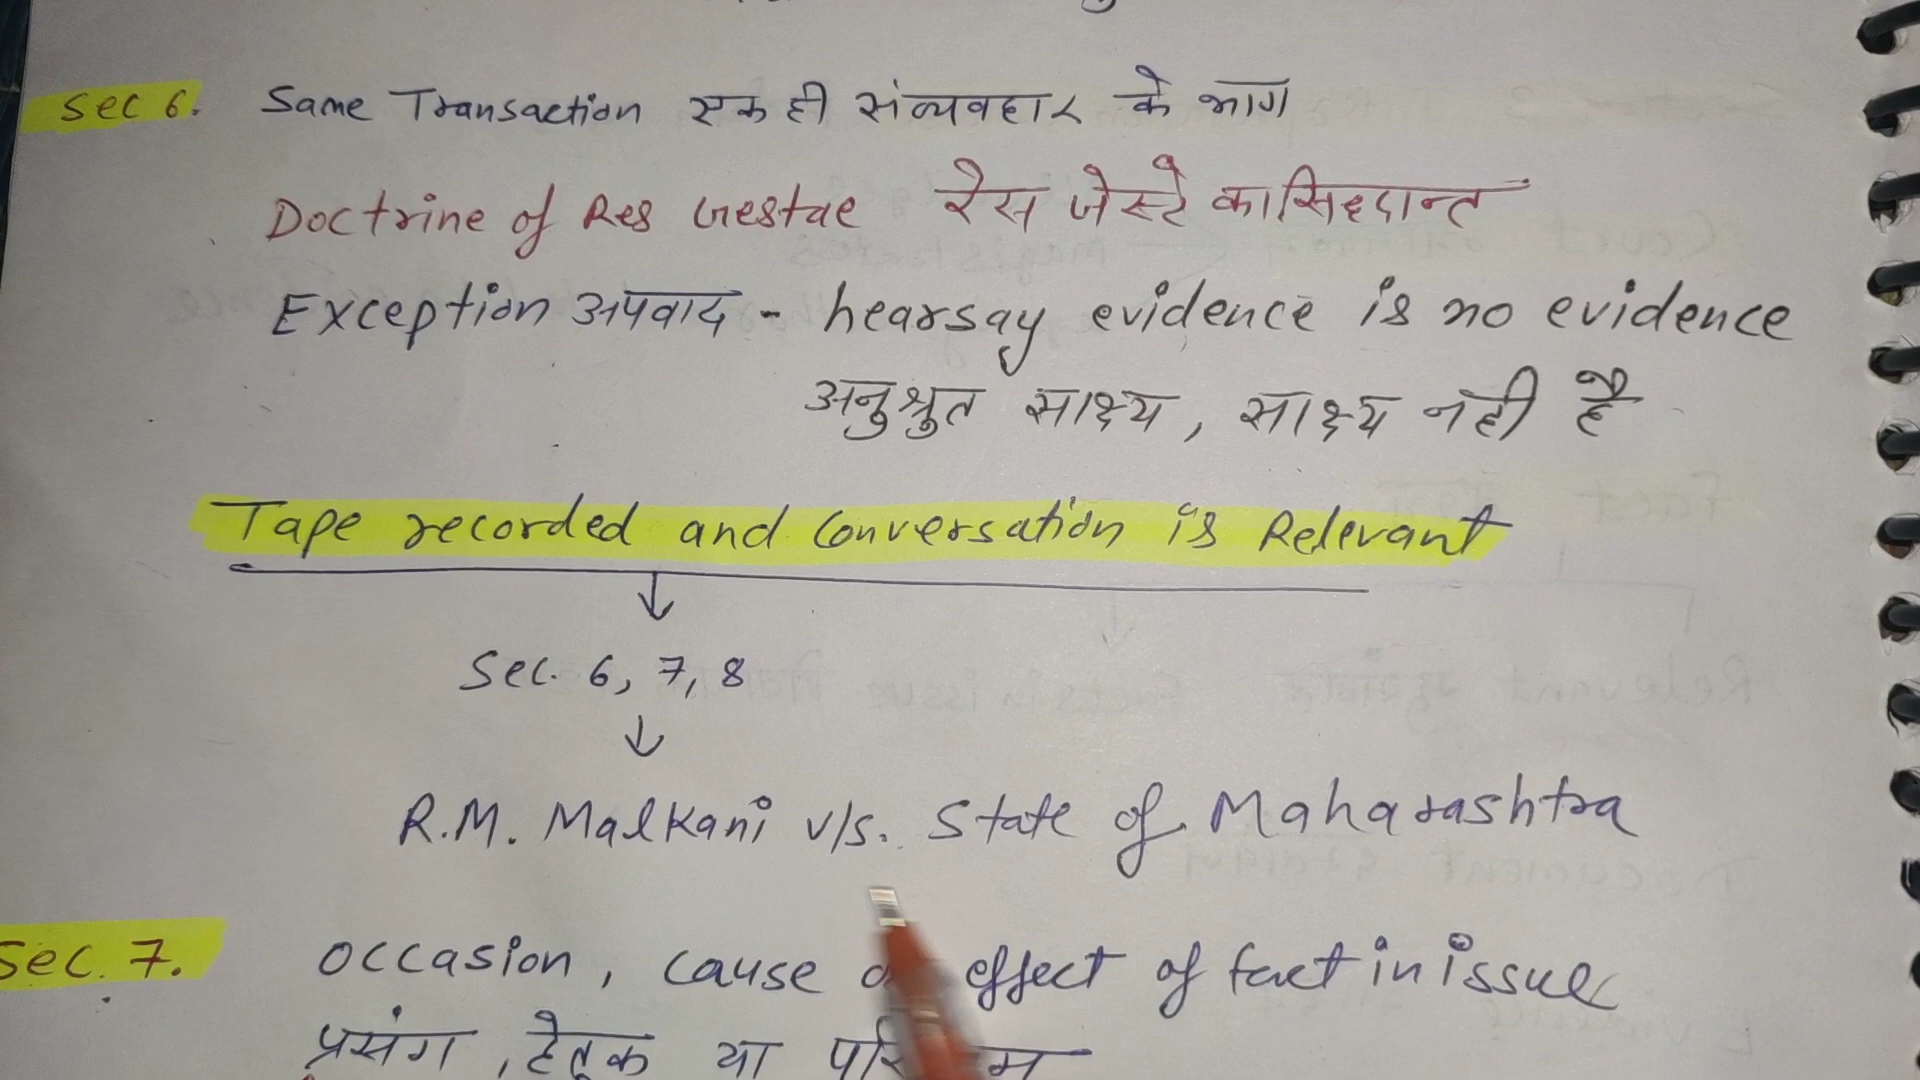 Sec 6. Same Transaction एक ही संव्यवहार के भाग
Doctrine of Res Gestae रेस जेस्टे का सिद्दान्त
Exception अपवाद - hearsay evidence is no evidence
अनुश्रुत साक्ष्य, साक्ष्य नही है
Tape recorded and Conversation is Relevant
↓
Sec. 6, 7, 8
↓
R.M. Malkani v/s. State of Maharashtra
Sec. 7. Occasion, cause effect of fact in issue
प्रसंग, हेतुक या